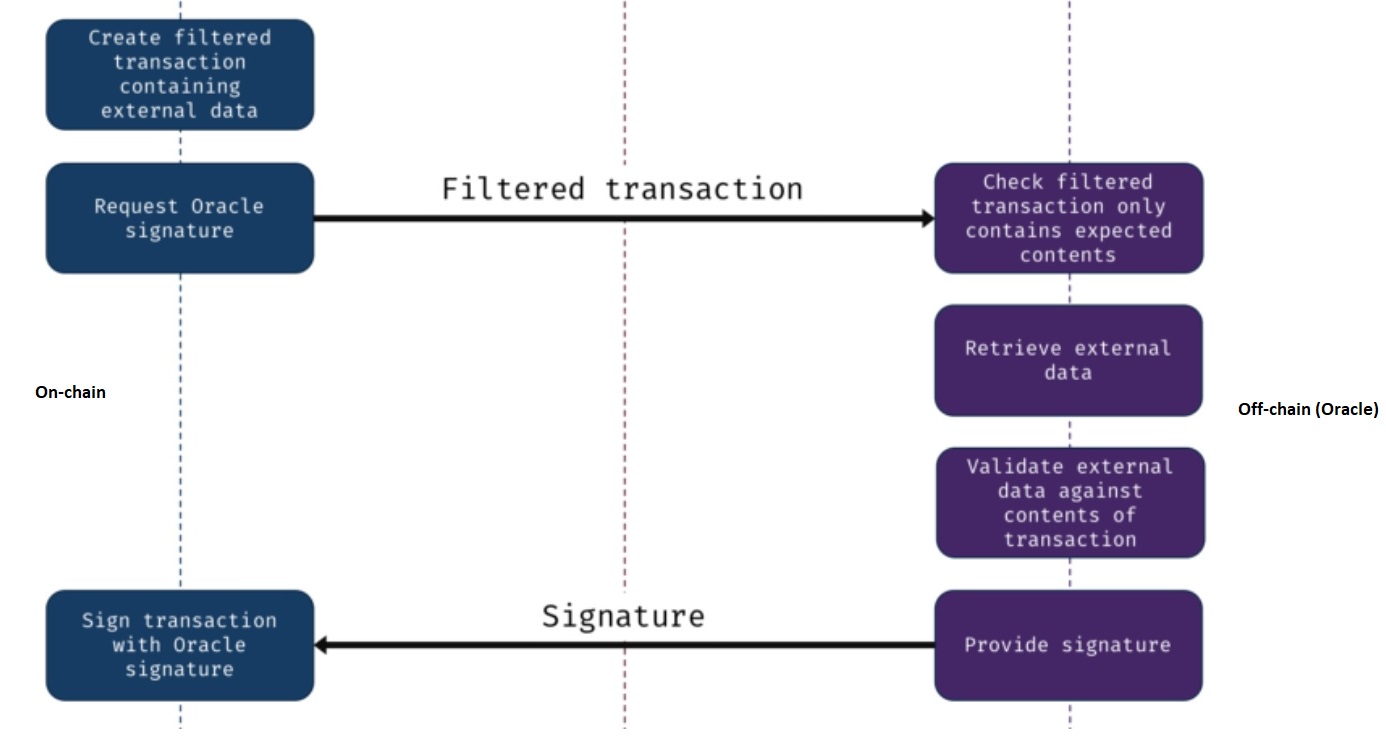 Create filtered
transaction
containing
external data
Request Oracle
signature
Filtered transaction
Check filtered
transaction only
contains expected
contents
Retrieve external
data
On-chain
Off-chain (Oracle)
Validate external
data against
contents of
transaction
Sign transaction
with Oracle
signature
Signature
Provide signature